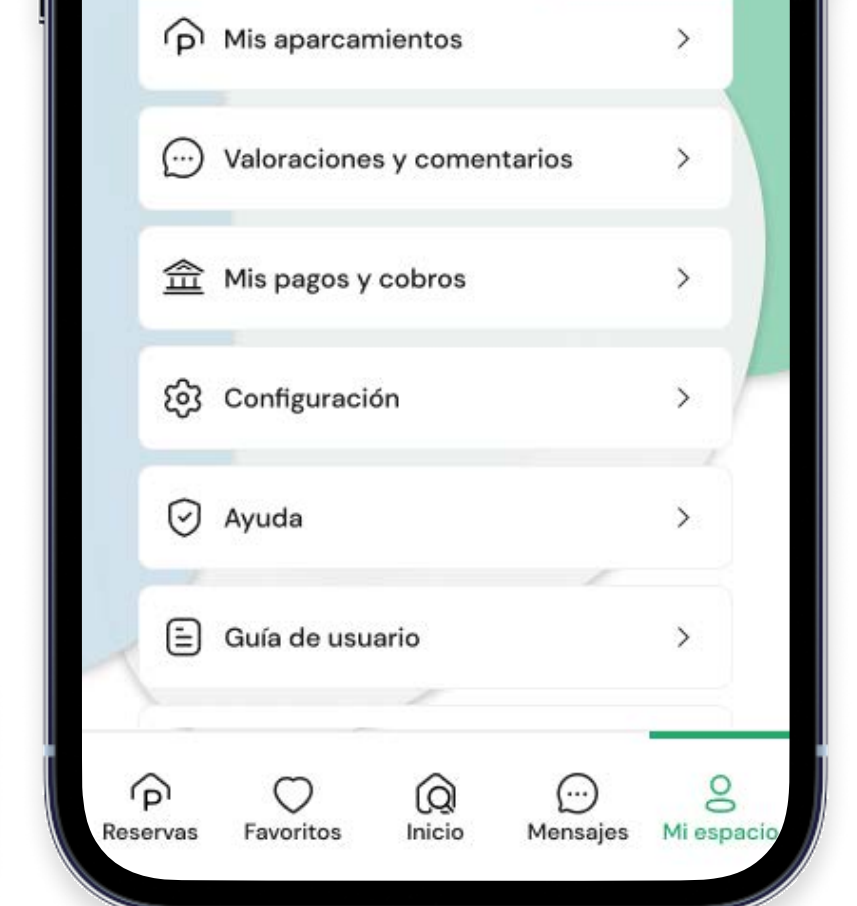 Mis aparcamientos
Valoraciones y comentarios
Mis pagos y cobros
Configuración
Ayuda
Guía de usuario
Reservas Favoritos Inicio Mensajes Mi espacio